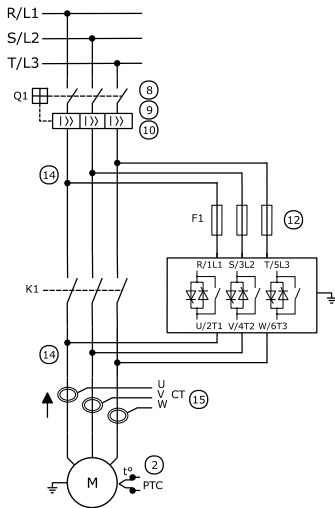 R/L1
S/L2
T/L3
Q1
8
I>> I>> I>>
9
10
14
F1
12
R/1L1 S/3L2 T/5L3
K1
U/2T1 V/4T2 W/6T3
14
U
V CT
W
15
M
t°
2
PTC